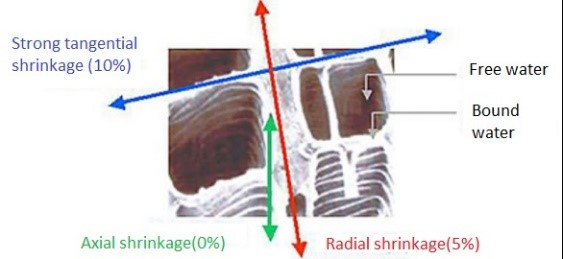 Strong tangential
shrinkage (10%)
Free water
Bound
water
Axial shrinkage(0%)
Radial shrinkage(5%)